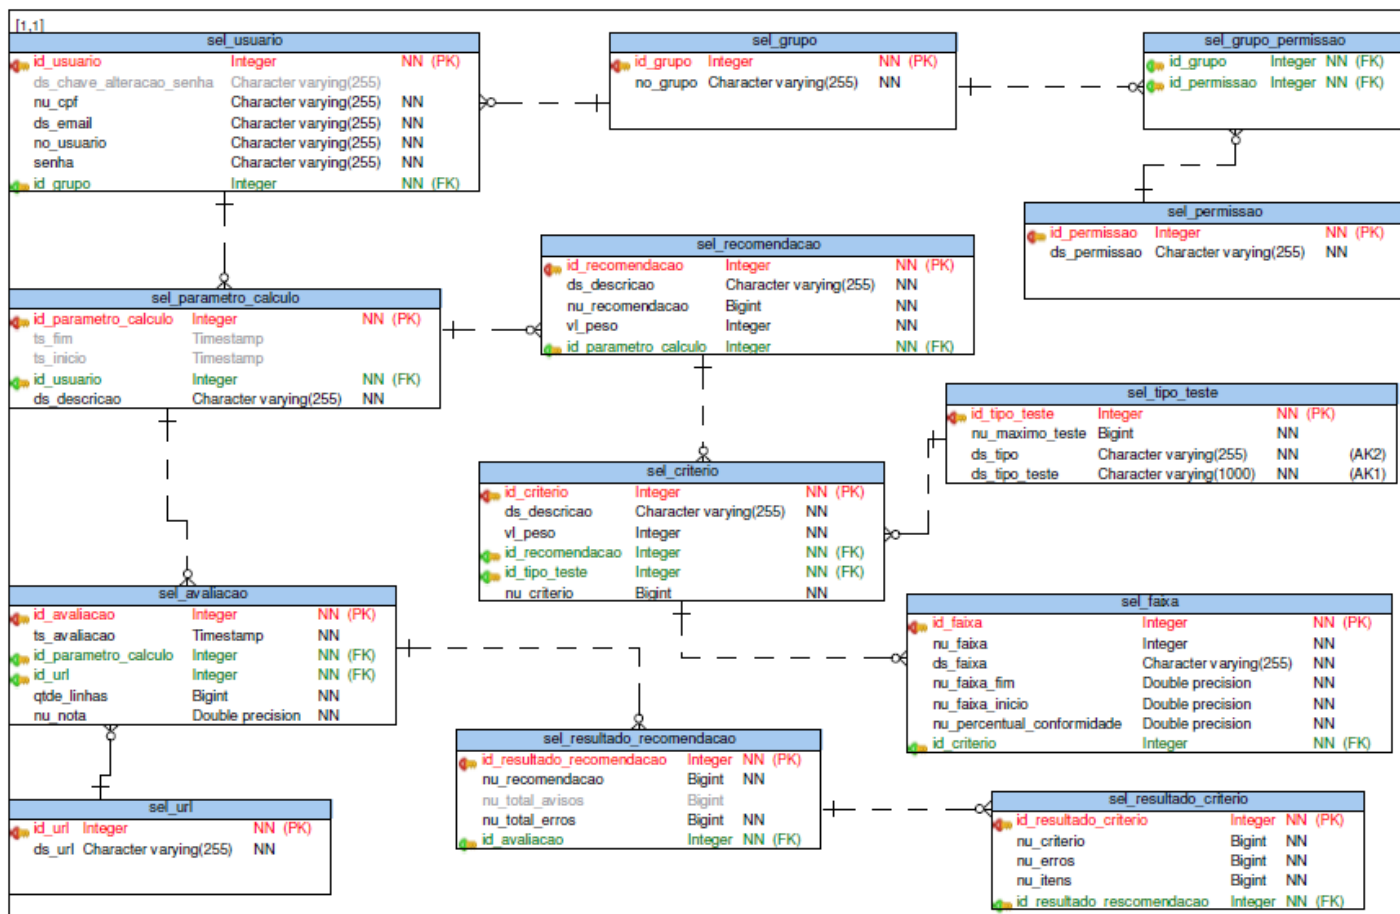 [1,1]
sel_usuario
id_usuario Integer NN (PK)
ds_chave_alteracao_senha Character varying(255)
nu_cpf Character varying(255) NN
ds_email Character varying(255) NN
no_usuario Character varying(255) NN
senha Character varying(255) NN
id_grupo Integer NN (FK)
sel_grupo
id_grupo Integer NN (PK)
no_grupo Character varying(255) NN
sel_grupo_permissao
id_grupo Integer NN (FK)
id_permissao Integer NN (FK)
sel_permissao
id_permissao Integer NN (PK)
ds_permissao Character varying(255) NN
sel_recomendacao
id_recomendacao Integer NN (PK)
ds_descricao Character varying(255) NN
nu_recomendacao Bigint NN
vl_peso Integer NN
id_parametro_calculo Integer NN (FK)
sel_parametro_calculo
id_parametro_calculo Integer NN (PK)
ts_fim Timestamp
ts_inicio Timestamp
id_usuario Integer NN (FK)
ds_descricao Character varying(255) NN
sel_tipo_teste
id_tipo_teste Integer NN (PK)
nu_maximo_teste Bigint NN
ds_tipo Character varying(255) NN (AK2)
ds_tipo_teste Character varying(1000) NN (AK1)
sel_criterio
id_criterio Integer NN (PK)
ds_descricao Character varying(255) NN
vl_peso Integer NN
id_recomendacao Integer NN (FK)
id_tipo_teste Integer NN (FK)
nu_criterio Bigint NN
sel_avaliacao
id_avaliacao Integer NN (PK)
ts_avaliacao Timestamp NN
id_parametro_calculo Integer NN (FK)
id_url Integer NN (FK)
qtde_linhas Bigint NN
nu_nota Double precision NN
sel_faixa
id_faixa Integer NN (PK)
nu_faixa Integer NN
ds_faixa Character varying(255) NN
nu_faixa_fim Double precision NN
nu_faixa_inicio Double precision NN
nu_percentual_conformidade Double precision NN
id_criterio Integer NN (FK)
sel_resultado_recomendacao
id_resultado_recomendacao Integer NN (PK)
nu_recomendacao Bigint NN
nu_total_avisos Bigint
nu_total_erros Bigint NN
id_avaliacao Integer NN (FK)
sel_url
id_url Integer NN (PK)
ds_url Character varying(255) NN
sel_resultado_criterio
id_resultado_criterio Integer NN (PK)
nu_criterio Bigint NN
nu_erros Bigint NN
nu_itens Bigint NN
id_resultado_rescomendacao Integer NN (FK)